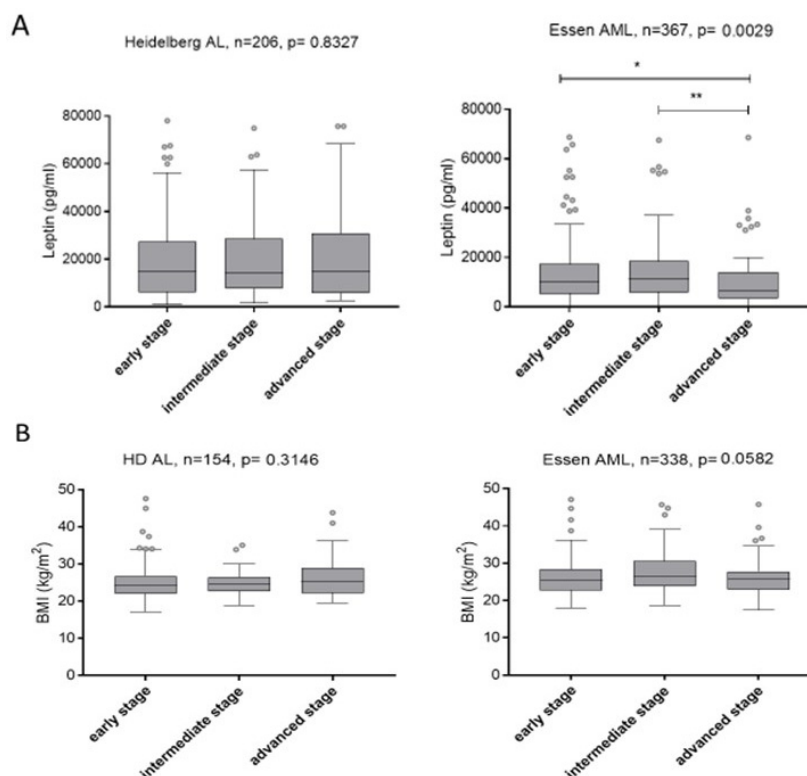 A
Heidelberg AL, n=206, p= 0.8327
Leptin (pg/ml)
80000
60000
40000
20000
0
early stage
intermediate stage
advanced stage
Essen AML, n=367, p= 0.0029
*
**
Leptin (pg/ml)
80000
60000
40000
20000
0
early stage
intermediate stage
advanced stage
B
HD AL, n=154, p= 0.3146
BMI (kg/m²)
50
40
30
20
10
0
early stage
intermediate stage
advanced stage
Essen AML, n=338, p= 0.0582
BMI (kg/m²)
50
40
30
20
10
0
early stage
intermediate stage
advanced stage